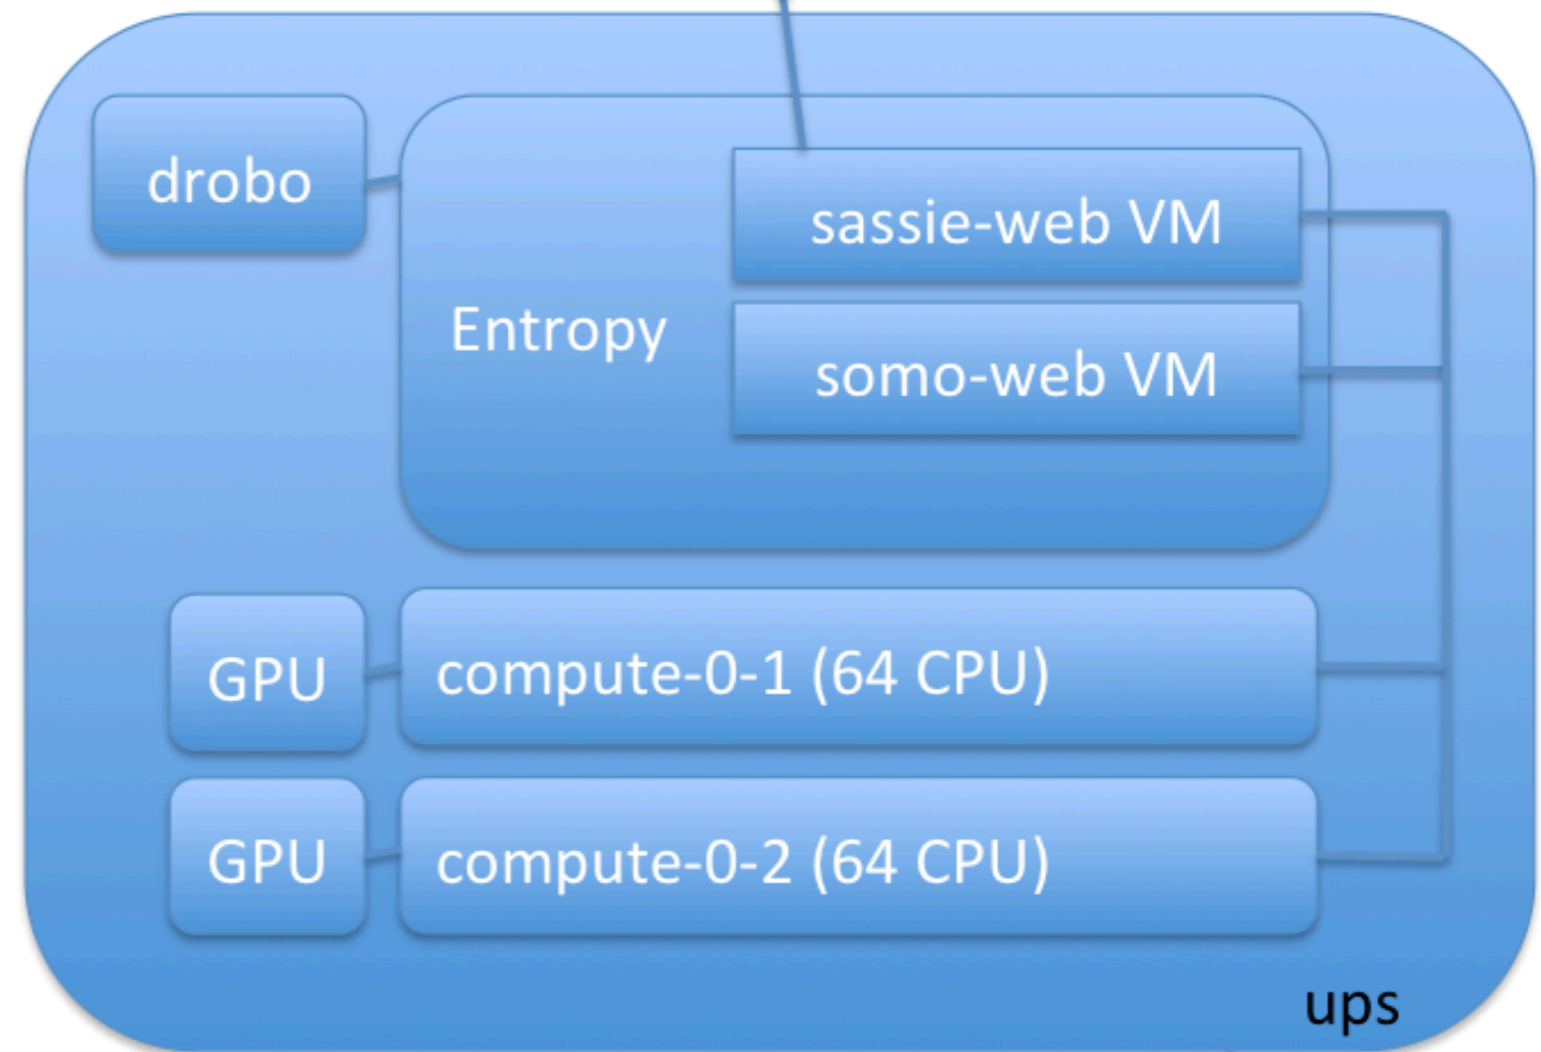 drobo
sassie-web VM
Entropy
somo-web VM
GPU
compute-0-1 (64 CPU)
GPU
compute-0-2 (64 CPU)
ups